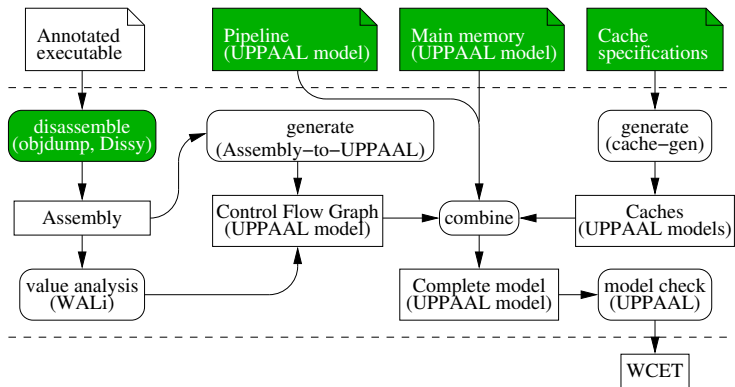 Annotated
executable
Pipeline
(UPPAAL model)
Main memory
(UPPAAL model)
Cache
specifications
disassemble
(objdump, Dissy)
generate
(Assembly−to−UPPAAL)
generate
(cache−gen)
Assembly
Control Flow Graph
(UPPAAL model)
combine
Caches
(UPPAAL models)
value analysis
(WALi)
Complete model
(UPPAAL model)
model check
(UPPAAL)
WCET